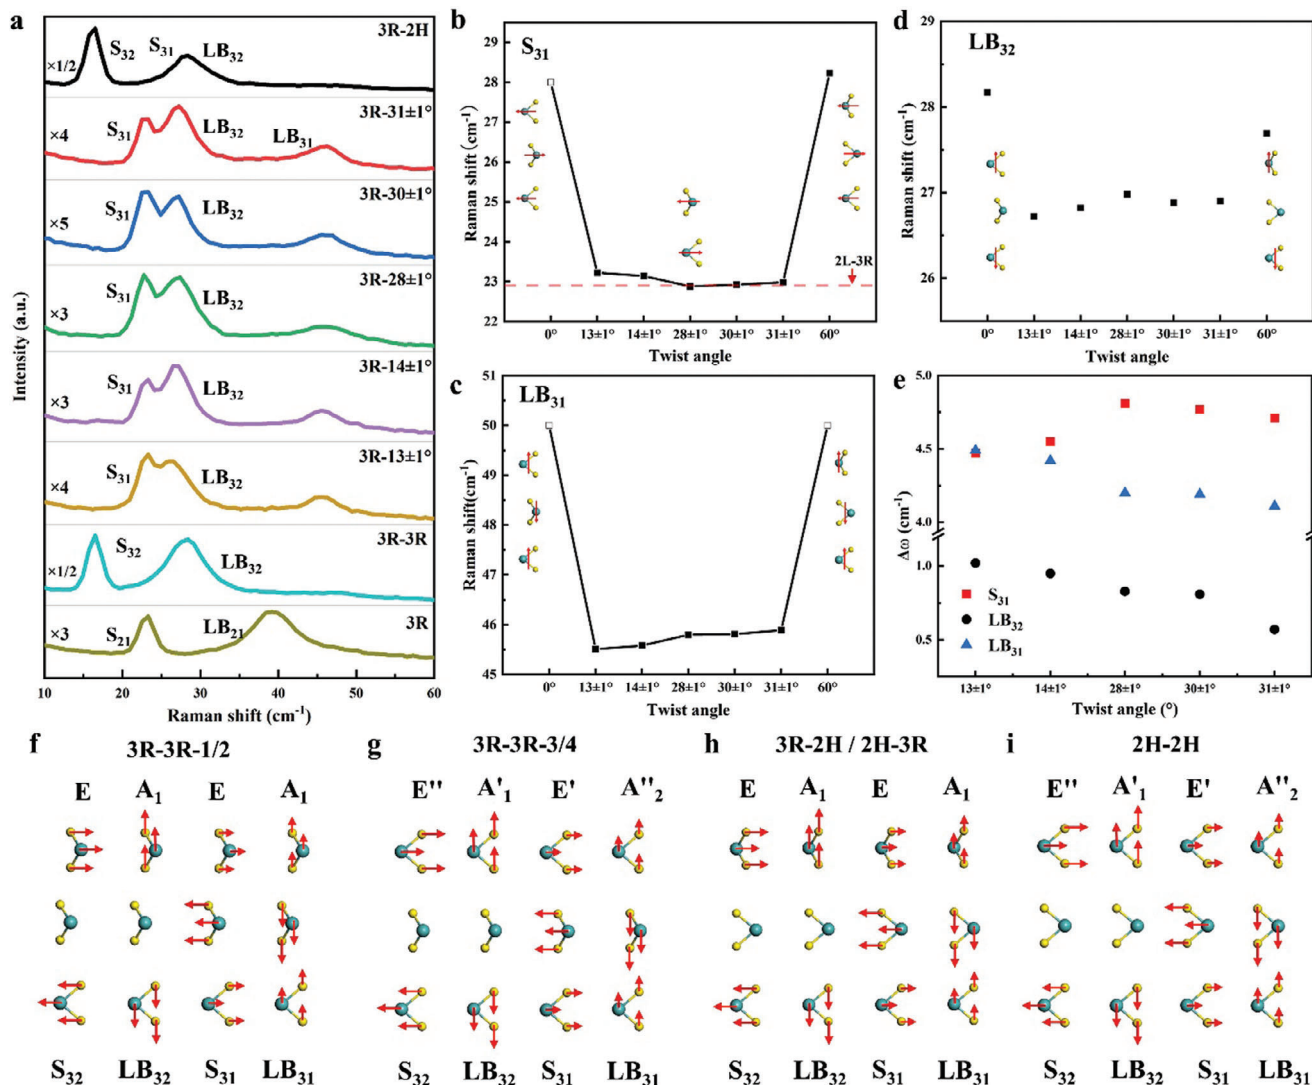 a
Intensity (a.u.)
3R-2H
×1/2
S32
S31
LB32
3R-31±1°
×4
S31
LB32
LB31
3R-30±1°
×5
S31
LB32
3R-28±1°
×3
S31
LB32
3R-14±1°
×3
S31
LB32
3R-13±1°
×4
S31
LB32
3R-3R
×1/2
S32
LB32
3R
×3
S21
LB21
10 20 30 40 50 60
Raman shift (cm-1)
b
S31
Raman shift (cm-1)
29
28
27
26
25
24
23
22
2L-3R
0° 13±1° 14±1° 28±1° 30±1° 31±1° 60°
Twist angle
c
LB31
Raman shift(cm-1)
51
50
49
48
47
46
45
0° 13±1° 14±1° 28±1° 30±1° 31±1° 60°
Twist angle
d
LB32
Raman shift (cm-1)
29
28
27
26
0° 13±1° 14±1° 28±1° 30±1° 31±1° 60°
Twist angle
e
Δω (cm-1)
5.0
4.5
4.0
1.0
0.5
S31
LB32
LB31
13±1° 14±1° 28±1° 30±1° 31±1°
Twist angle (°)
f
3R-3R-1/2
E A1 E A1
S32 LB32 S31 LB31
g
3R-3R-3/4
E'' A'1 E' A''2
S32 LB32 S31 LB31
h
3R-2H / 2H-3R
E A1 E A1
S32 LB32 S31 LB31
i
2H-2H
E'' A'1 E' A''2
S32 LB32 S31 LB31